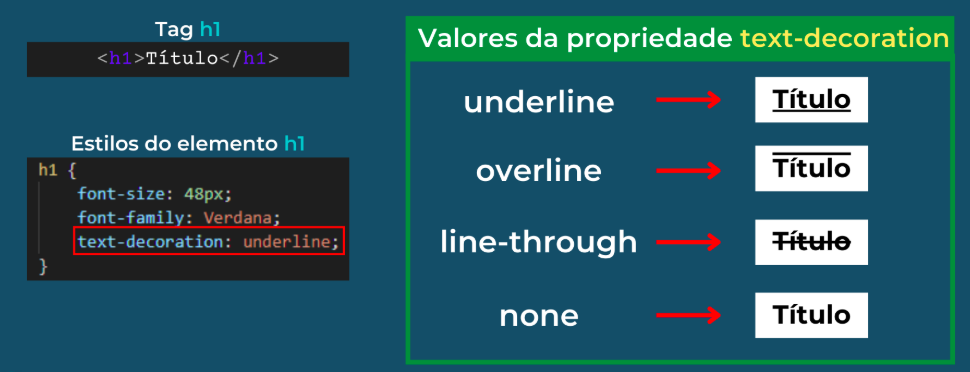 Tag h1
<h1>Título</h1>
Estilos do elemento h1
h1 {
font-size: 48px;
font-family: Verdana;
text-decoration: underline;
}
Valores da propriedade text-decoration
underline Título
overline Título
line-through Título
none Título